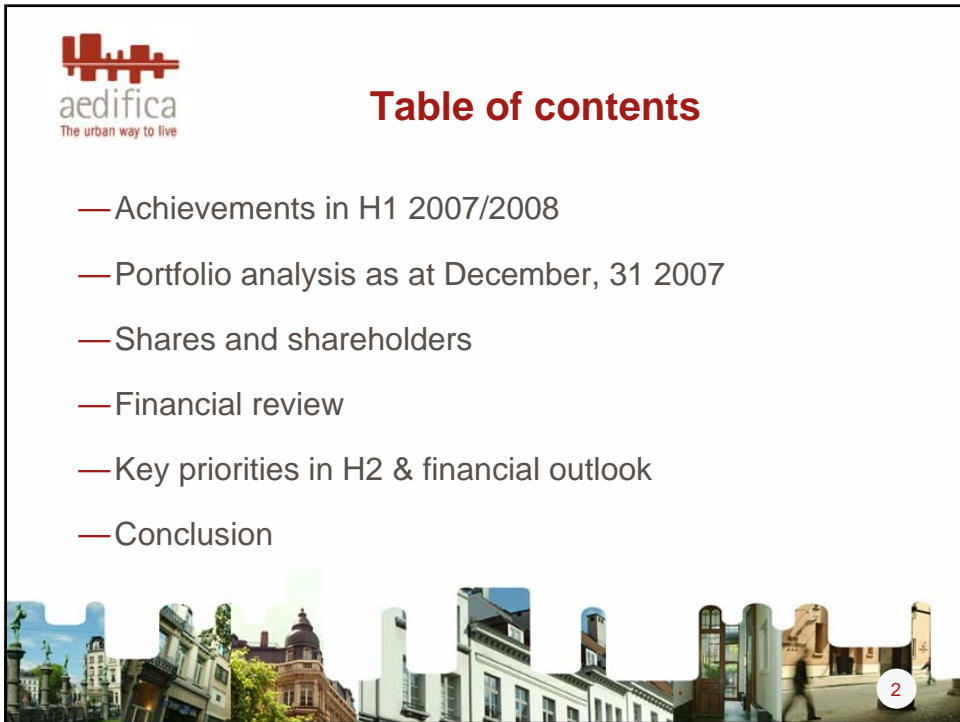 aedifica
The urban way to live
Table of contents
— Achievements in H1 2007/2008
— Portfolio analysis as at December, 31 2007
— Shares and shareholders
— Financial review
— Key priorities in H2 & financial outlook
— Conclusion
2